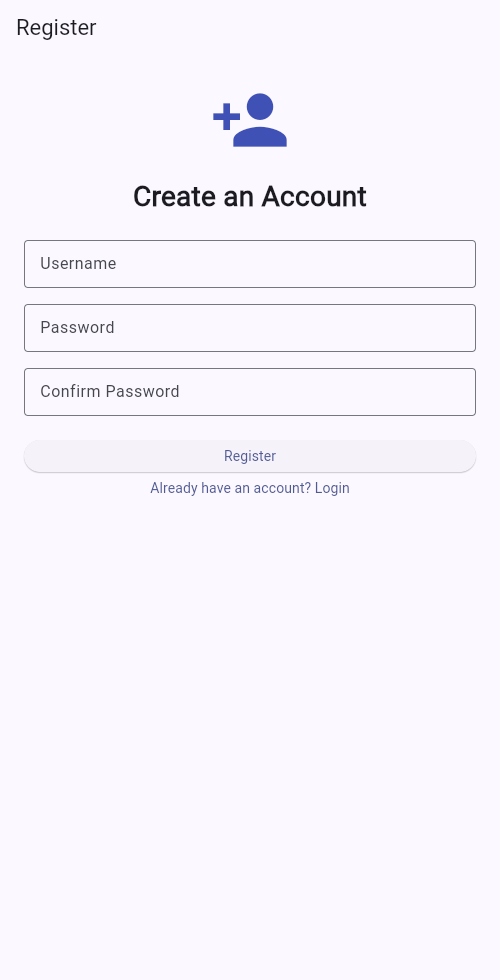 Register
Create an Account
Username
Password
Confirm Password
Register
Already have an account? Login